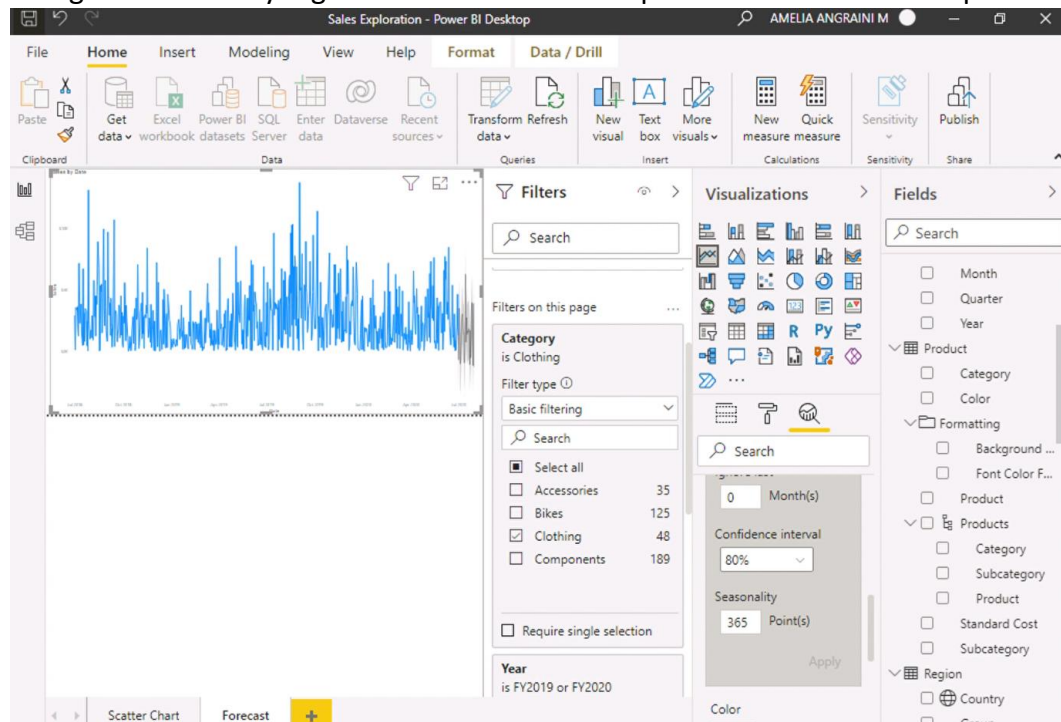 Sales Exploration - Power BI Desktop
AMELIA ANGRAINI M
File Home Insert Modeling View Help Format Data / Drill
Paste
Get data
Excel workbook
Power BI datasets
SQL Server
Enter data
Dataverse
Recent sources
Transform data
Refresh
New visual
Text box
More visuals
New measure
Quick measure
Sensitivity
Publish
Clipboard Data Queries Insert Calculations Sensitivity Share
Filters
Search
Filters on this page
Category
is Clothing
Filter type
Basic filtering
Search
Select all
Accessories 35
Bikes 125
Clothing 48
Components 189
Require single selection
Year
is FY2019 or FY2020
Visualizations
123
R Py
Search
0 Month(s)
Confidence interval
80%
Seasonality
365 Point(s)
Apply
Color
Fields
Search
Month
Quarter
Year
Product
Category
Color
Formatting
Background ...
Font Color F...
Product
Products
Category
Subcategory
Product
Standard Cost
Subcategory
Region
Country
Scatter Chart Forecast